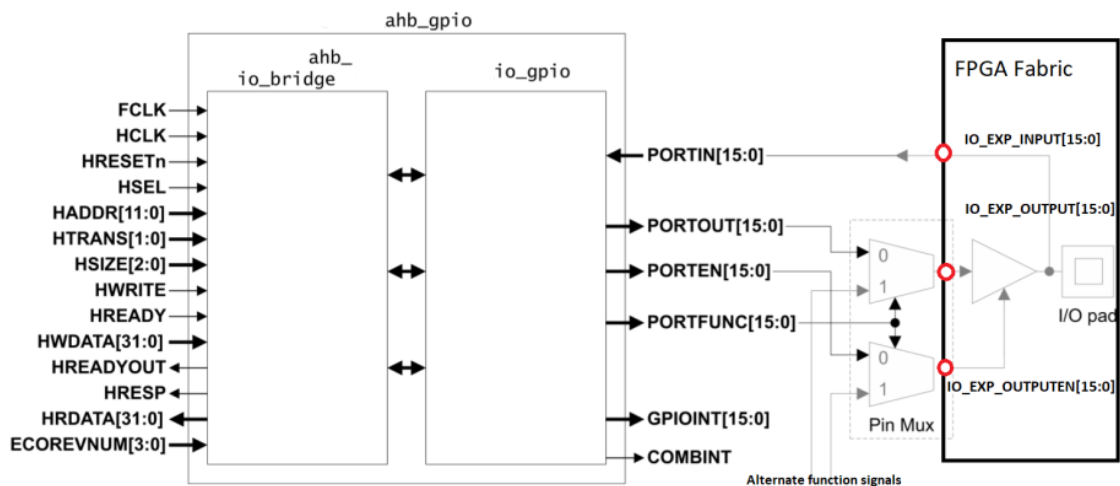 ahb_gpio
ahb_
io_bridge
io_gpio
FPGA Fabric
FCLK
HCLK
HRESETn
HSEL
HADDR[11:0]
HTRANS[1:0]
HSIZE[2:0]
HWRITE
HREADY
HWDATA[31:0]
HREADYOUT
HRESP
HRDATA[31:0]
ECOREVNUM[3:0]
PORTIN[15:0]
PORTOUT[15:0]
PORTEN[15:0]
PORTFUNC[15:0]
GPIOINT[15:0]
COMBINT
0
1
0
1
Pin Mux
Alternate function signals
IO_EXP_INPUT[15:0]
IO_EXP_OUTPUT[15:0]
I/O pad
IO_EXP_OUTPUTEN[15:0]